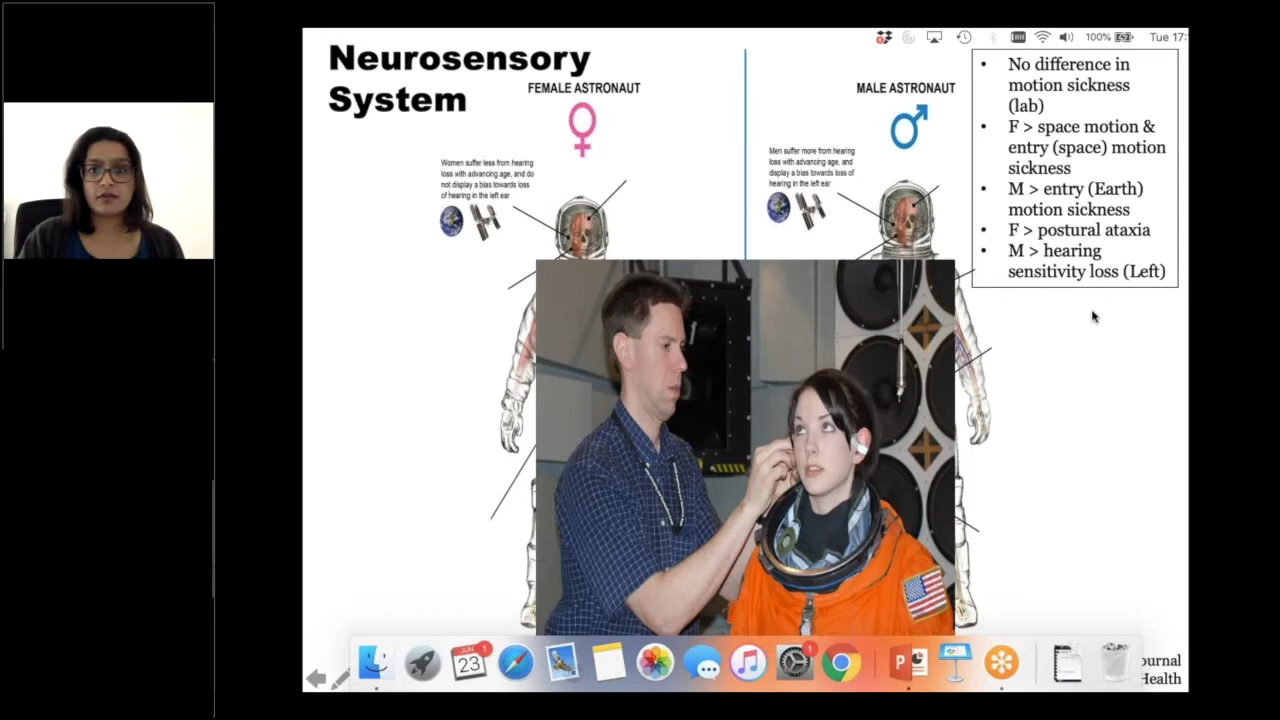 100%
Tue 17:
Neurosensory
System
FEMALE ASTRONAUT
Women suffer less from hearing
loss with advancing age, and do
not display a bias towards loss
of hearing in the left ear
MALE ASTRONAUT
Men suffer more from hearing
loss with advancing age, and
display a bias towards loss of
hearing in the left ear
• No difference in
motion sickness
(lab)
• F > space motion &
entry (space) motion
sickness
• M > entry (Earth)
motion sickness
• F > postural ataxia
• M > hearing
sensitivity loss (Left)
1
JUN
1
23
1
P
ournal
Health